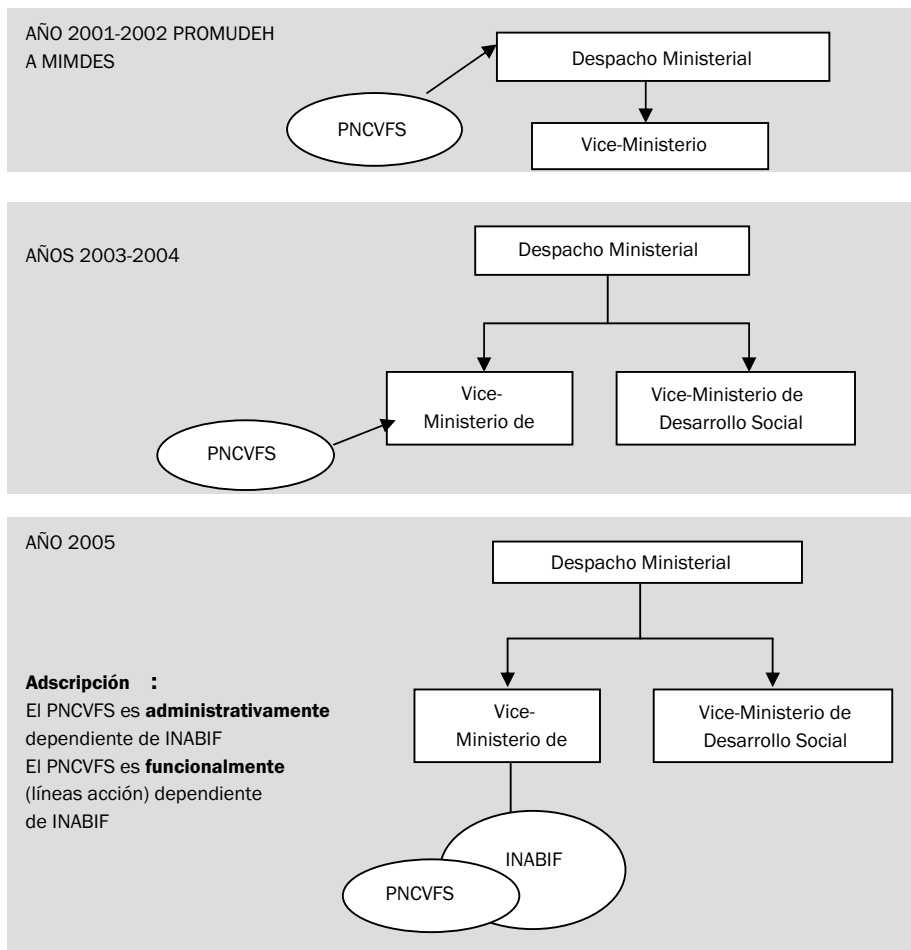 AÑO 2001-2002 PROMUDEH
A MIMDES
Despacho Ministerial
PNCVFS
Vice-Ministerio
AÑOS 2003-2004
Despacho Ministerial
Vice-
Ministerio de
Vice-Ministerio de
Desarrollo Social
PNCVFS
AÑO 2005
Despacho Ministerial
Adscripción :
El PNCVFS es administrativamente
dependiente de INABIF
El PNCVFS es funcionalmente
(líneas acción) dependiente
de INABIF
Vice-
Ministerio de
Vice-Ministerio de
Desarrollo Social
INABIF
PNCVFS